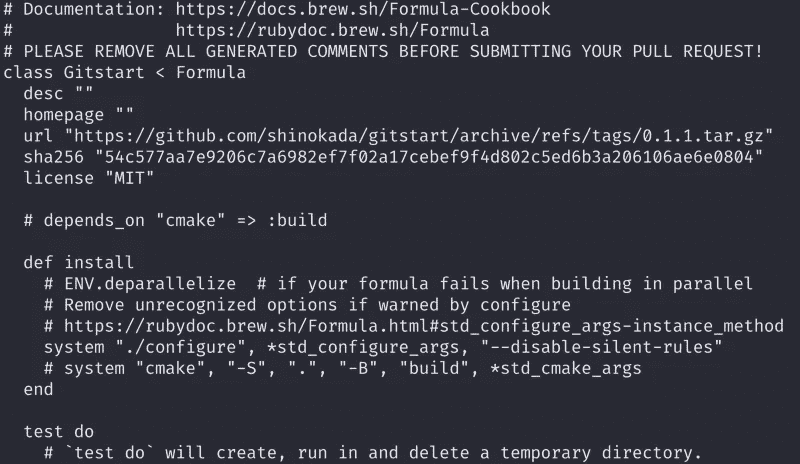 # Documentation: https://docs.brew.sh/Formula-Cookbook
#                https://rubydoc.brew.sh/Formula
# PLEASE REMOVE ALL GENERATED COMMENTS BEFORE SUBMITTING YOUR PULL REQUEST!
class Gitstart < Formula
  desc ""
  homepage ""
  url "https://github.com/shinokada/gitstart/archive/refs/tags/0.1.1.tar.gz"
  sha256 "54c577aa7e9206c7a6982ef7f02a17cebef9f4d802c5ed6b3a206106ae6e0804"
  license "MIT"

  # depends_on "cmake" => :build

  def install
    # ENV.deparallelize  # if your formula fails when building in parallel
    # Remove unrecognized options if warned by configure
    # https://rubydoc.brew.sh/Formula.html#std_configure_args-instance_method
    system "./configure", *std_configure_args, "--disable-silent-rules"
    # system "cmake", "-S", ".", "-B", "build", *std_cmake_args
  end

  test do
    # `test do` will create, run in and delete a temporary directory.